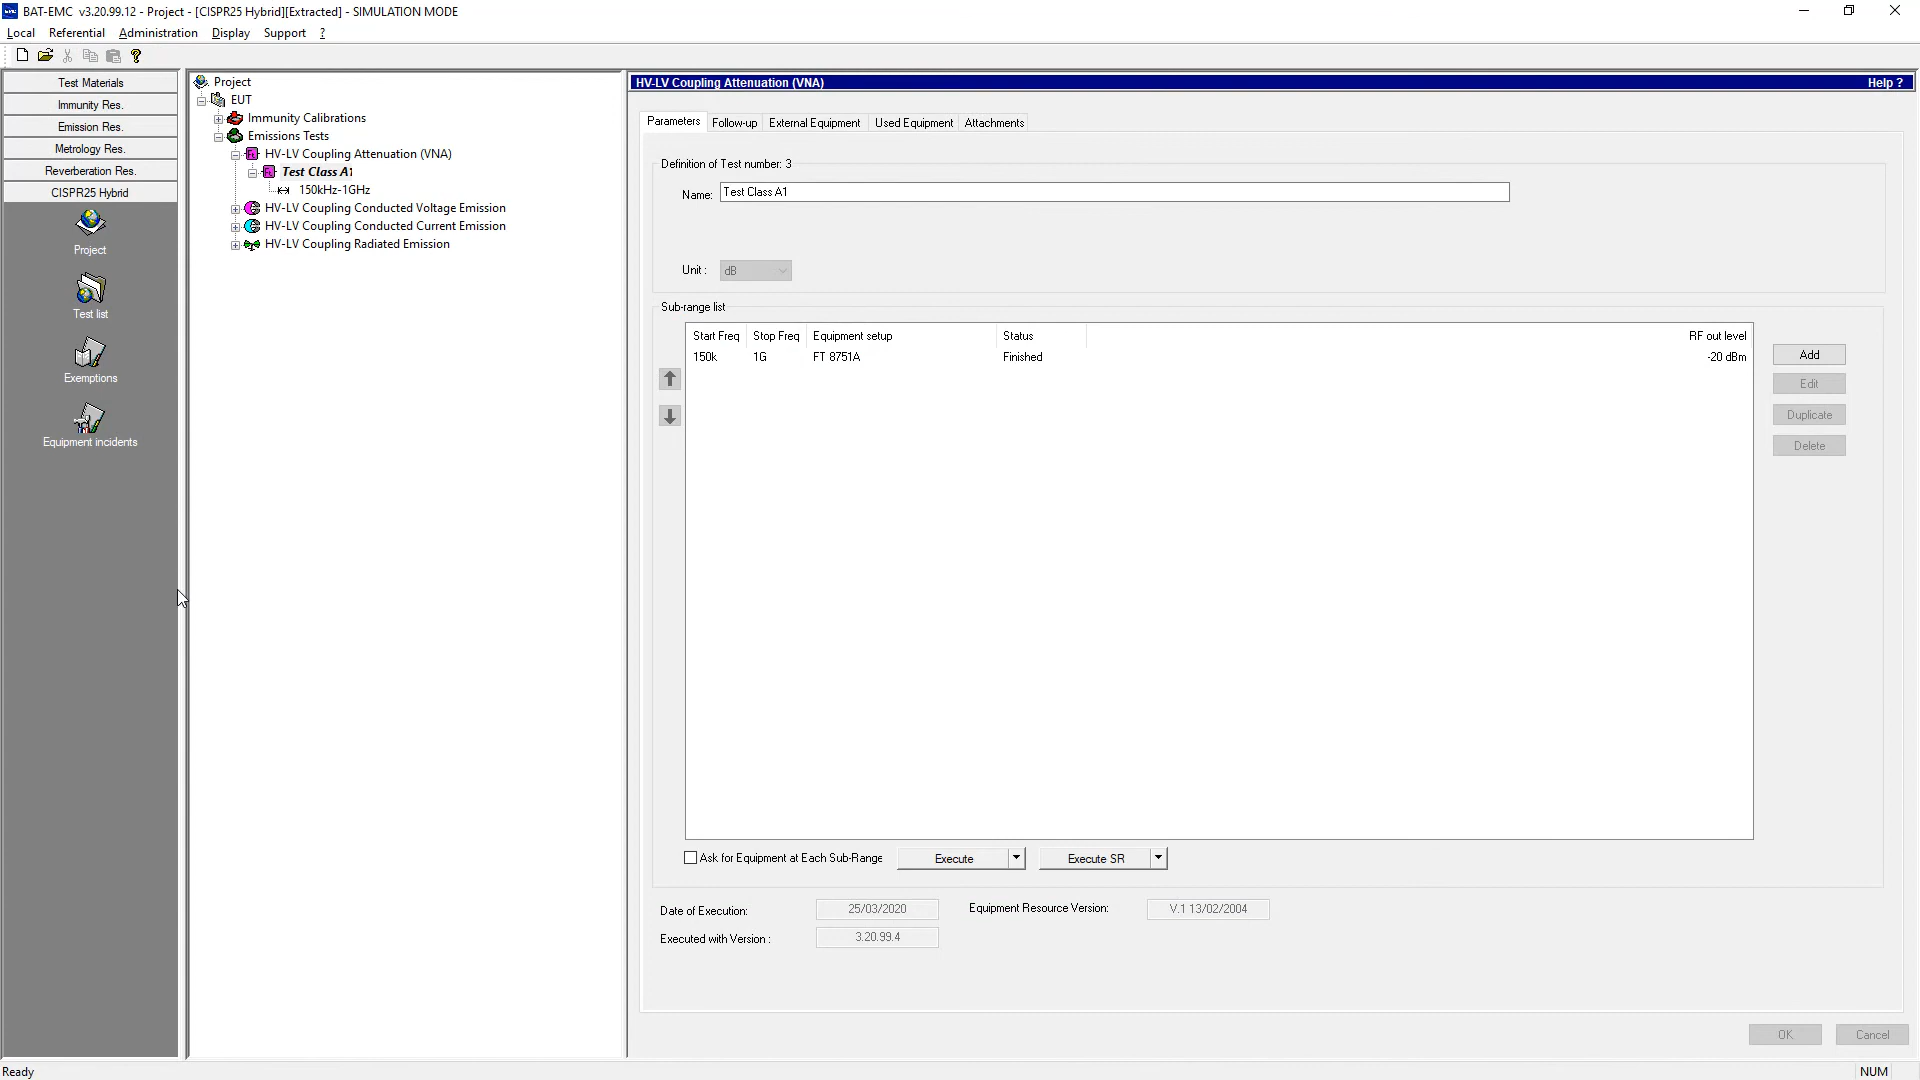 BAT-EMC v3.20.99.12 - Project - [CISPR25 Hybrid][Extracted] - SIMULATION MODE
Local Referential Administration Display Support ?
Test Materials
Immunity Res.
Emission Res.
Metrology Res.
Reverberation Res.
CISPR25 Hybrid
Project
Test list
Exemptions
Equipment incidents
Project
EUT
Immunity Calibrations
Emissions Tests
HV-LV Coupling Attenuation (VNA)
Test Class A1
150kHz-1GHz
HV-LV Coupling Conducted Voltage Emission
HV-LV Coupling Conducted Current Emission
HV-LV Coupling Radiated Emission
HV-LV Coupling Attenuation (VNA) Help ?
Parameters Follow-up External Equipment Used Equipment Attachments
Definition of Test number: 3
Name: Test Class A1
Unit : dB
Sub-range list
Start Freq Stop Freq Equipment setup Status RF out level
150k 1G FT 8751A Finished -20 dBm
Add
Edit
Duplicate
Delete
Ask for Equipment at Each Sub-Range Execute Execute SR
Date of Execution: 25/03/2020 Equipment Resource Version: V.1 13/02/2004
Executed with Version : 3.20.99.4
OK Cancel
Ready NUM